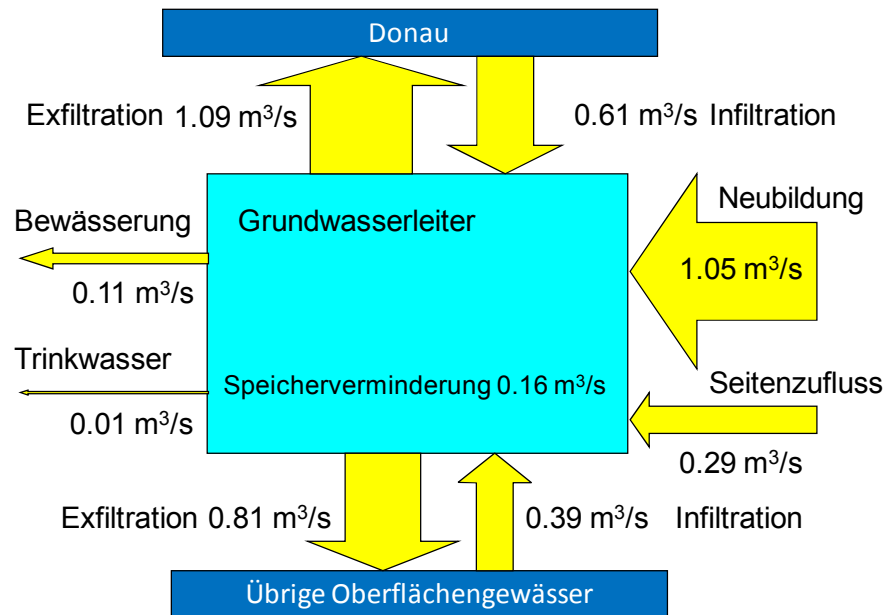 Donau
Exfiltration 1.09 m³/s
0.61 m³/s Infiltration
Bewässerung
0.11 m³/s
Grundwasserleiter
Neubildung
1.05 m³/s
Trinkwasser
0.01 m³/s
Speicherverminderung 0.16 m³/s
Seitenzufluss
0.29 m³/s
Exfiltration 0.81 m³/s
0.39 m³/s Infiltration
Übrige Oberflächengewässer